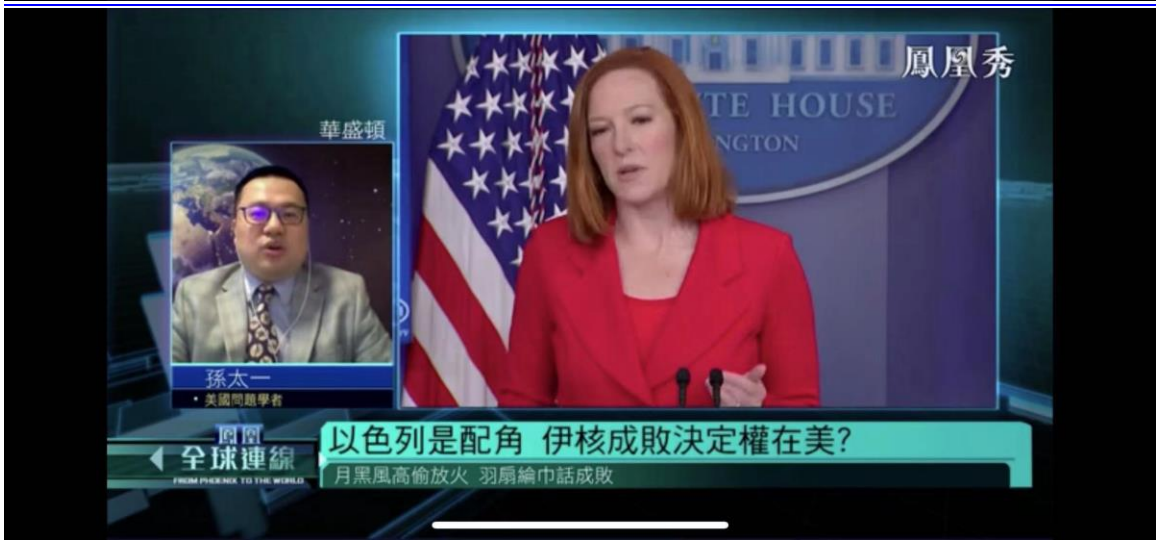 鳳凰秀
TE HOUSE
NGTON
華盛頓
孫太一
・美國問題學者
鳳凰
全球連線
FROM PHOENIX TO THE WORLD
以色列是配角 伊核成敗決定權在美?
月黑風高偷放火 羽扇綸巾話成敗